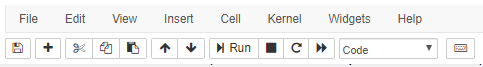 File Edit View Insert Cell Kernel Widgets Help
Run Code